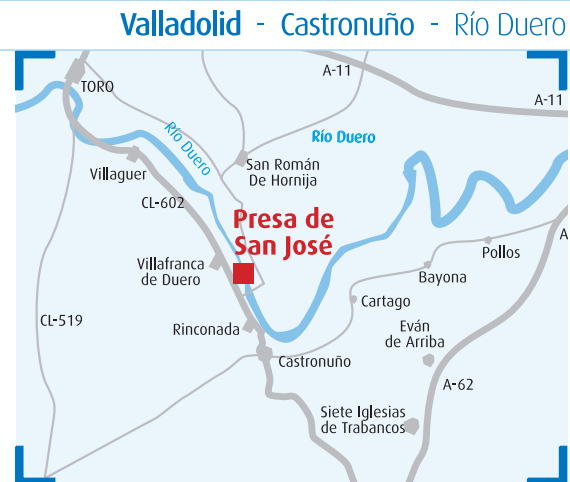 Valladolid - Castronuño - Río Duero
A-11
TORO
A-11
Río Duero
Río Duero
San Román
De Hornija
Villaguer
CL-602
Presa de
San José
A
Pollos
Villafranca
de Duero
Bayona
Cartago
CL-519
Rinconada
Eván
de Arriba
Castronuño
A-62
Siete Iglesias
de Trabancos